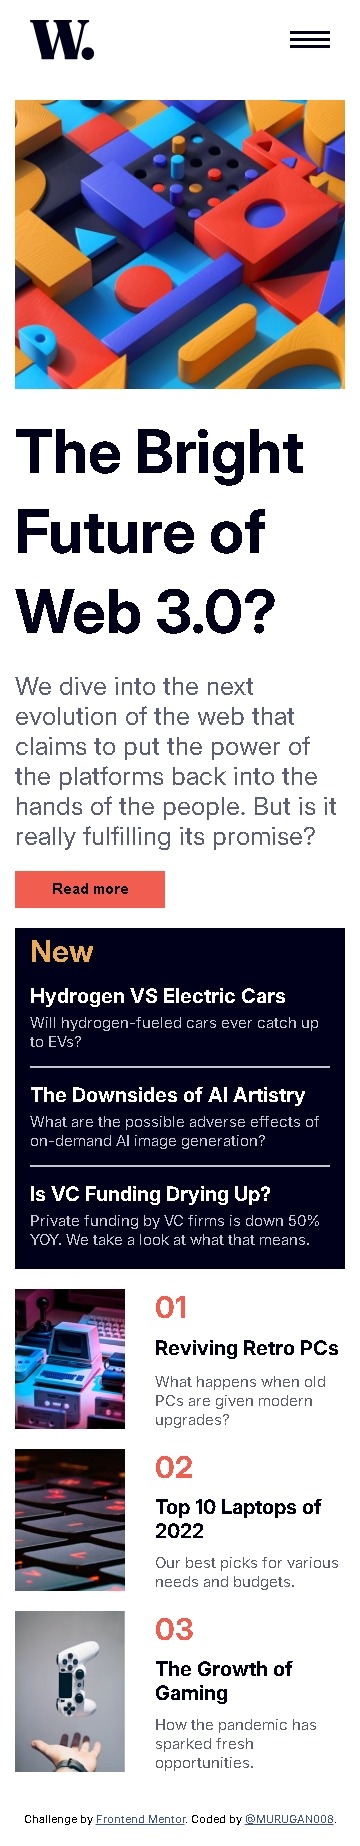 W.
The Bright
Future of
Web 3.0?
We dive into the next
evolution of the web that
claims to put the power of
the platforms back into the
hands of the people. But is it
really fulfilling its promise?
Read more
New
Hydrogen VS Electric Cars
Will hydrogen-fueled cars ever catch up
to EVs?
The Downsides of AI Artistry
What are the possible adverse effects of
on-demand AI image generation?
Is VC Funding Drying Up?
Private funding by VC firms is down 50%
YOY. We take a look at what that means.
01
Reviving Retro PCs
What happens when old
PCs are given modern
upgrades?
02
Top 10 Laptops of
2022
Our best picks for various
needs and budgets.
03
The Growth of
Gaming
How the pandemic has
sparked fresh
opportunities.
Challenge by Frontend Mentor. Coded by @MURUGAN008.